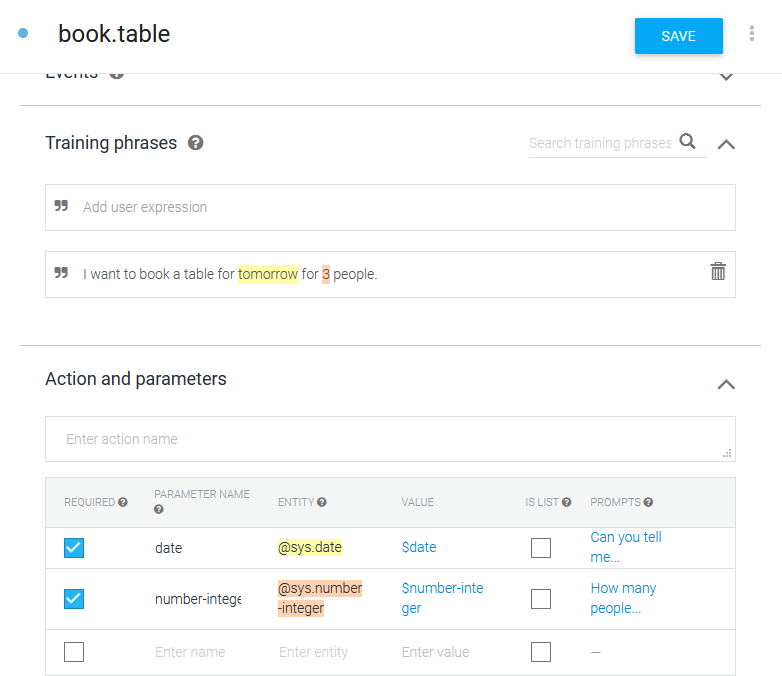 book.table
SAVE
Events
Training phrases
Search training phrases
Add user expression
I want to book a table for tomorrow for 3 people.
Action and parameters
Enter action name
REQUIRED PARAMETER NAME ENTITY VALUE IS LIST PROMPTS
date @sys.date $date Can you tell
me...
number-intege @sys.number $number-inte How many
-integer ger people...
Enter name Enter entity Enter value –